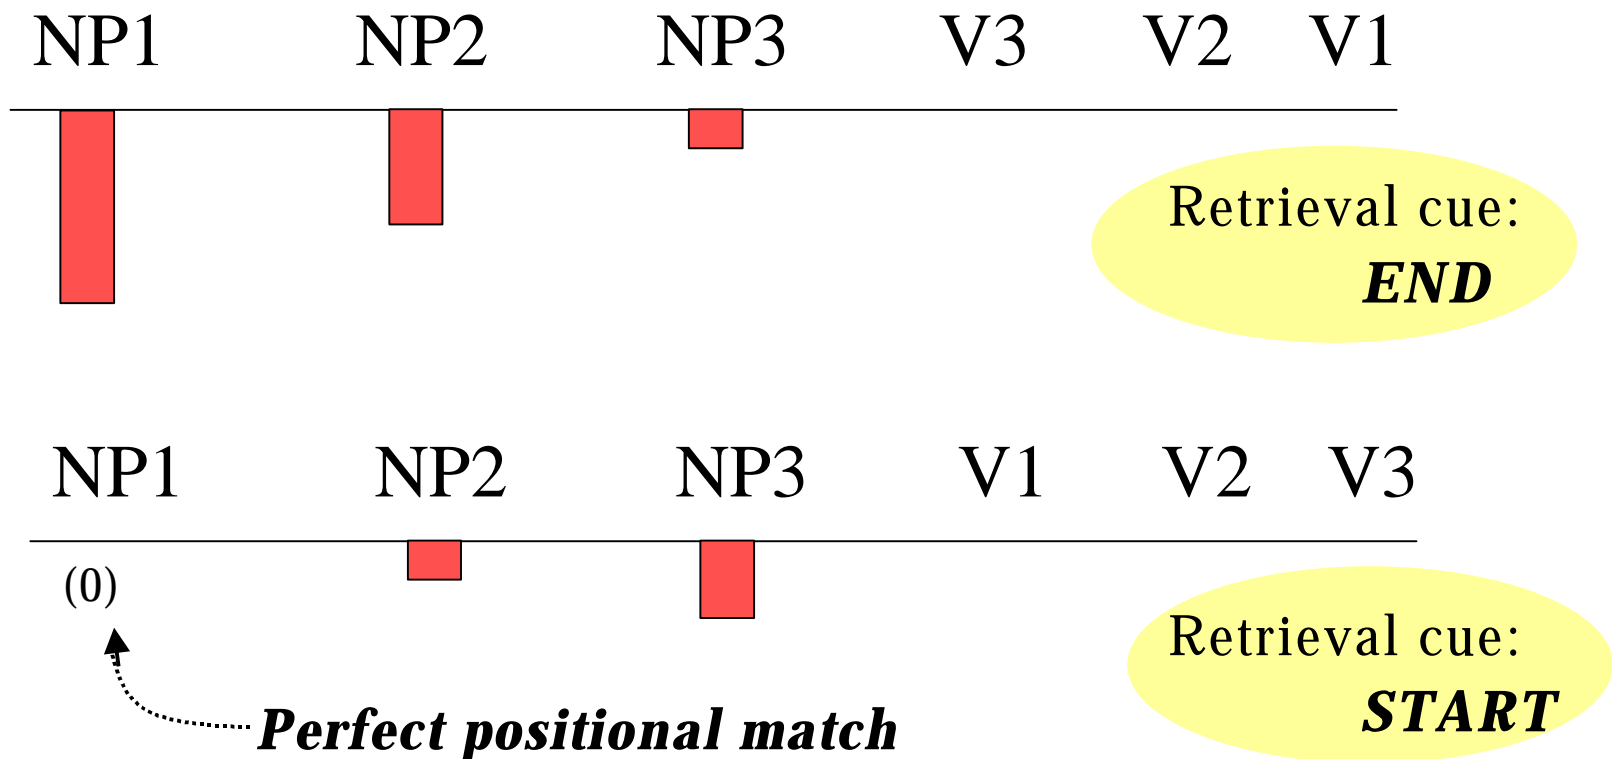 NP1 NP2 NP3 V3 V2 V1
Retrieval cue:
END
NP1 NP2 NP3 V1 V2 V3
(0)
Retrieval cue:
START
Perfect positional match